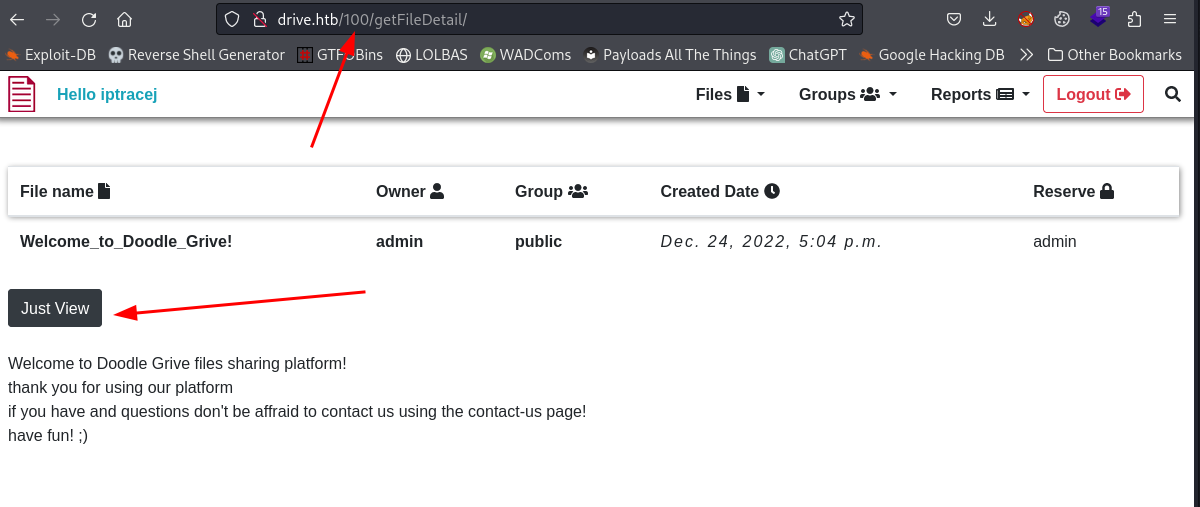 drive.htb/100/getFileDetail/
15
Exploit-DB Reverse Shell Generator GTFOBins LOLBAS WADComs Payloads All The Things ChatGPT Google Hacking DB Other Bookmarks
Hello iptracej Files Groups Reports Logout
File name Owner Group Created Date Reserve
Welcome_to_Doodle_Grive! admin public Dec. 24, 2022, 5:04 p.m. admin
Just View
Welcome to Doodle Grive files sharing platform!
thank you for using our platform
if you have and questions don't be affraid to contact us using the contact-us page!
have fun! ;)